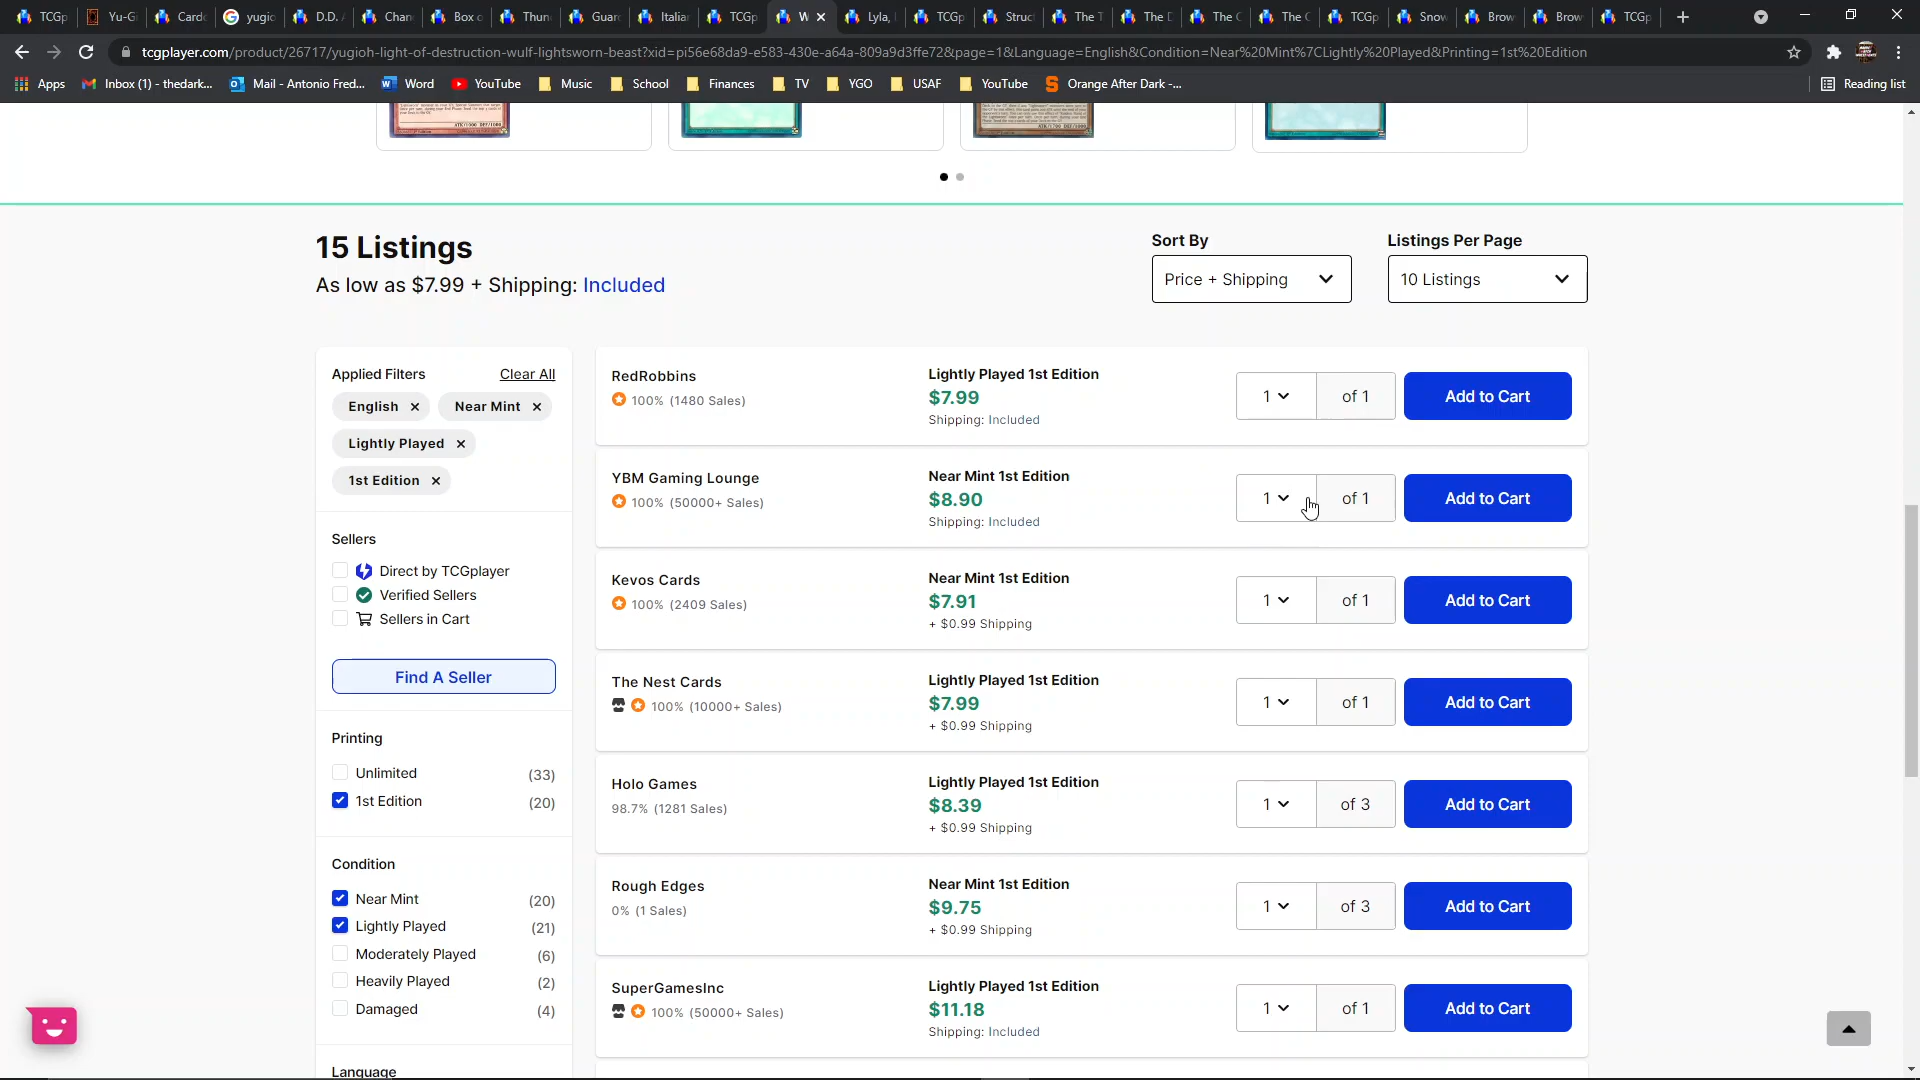 TCGp
Yu-Gi
Cardc
yugio
D.D. A
Chan
Box o
Thun
Guar
Italia
TCGp
W
Lyla,
TCGp
Struct
The T
The D
The C
The C
TCGp
Snow
Brow
Brow
TCGp
tcgplayer.com/product/26717/yugioh-light-of-destruction-wulf-lightsworn-beast?xid=pi56e68da9-e583-430e-a64a-809a9d3ffe72&page=1&Language=English&Condition=Near%20Mint%7CLightly%20Played&Printing=1st%20Edition
Apps
Inbox (1) - thedark...
Mail - Antonio Fred...
Word
YouTube
Music
School
Finances
TV
YGO
USAF
YouTube
Orange After Dark -...
Reading list
15 Listings
As low as $7.99 + Shipping: Included
Sort By
Price + Shipping
Listings Per Page
10 Listings
Applied Filters
Clear All
English
Near Mint
Lightly Played
1st Edition
Sellers
Direct by TCGplayer
Verified Sellers
Sellers in Cart
Find A Seller
Printing
Unlimited (33)
1st Edition (20)
Condition
Near Mint (20)
Lightly Played (21)
Moderately Played (6)
Heavily Played (2)
Damaged (4)
Language
RedRobbins
100% (1480 Sales)
Lightly Played 1st Edition
$7.99
Shipping: Included
1 of 1
Add to Cart
YBM Gaming Lounge
100% (50000+ Sales)
Near Mint 1st Edition
$8.90
Shipping: Included
1 of 1
Add to Cart
Kevos Cards
100% (2409 Sales)
Near Mint 1st Edition
$7.91
+ $0.99 Shipping
1 of 1
Add to Cart
The Nest Cards
100% (10000+ Sales)
Lightly Played 1st Edition
$7.99
+ $0.99 Shipping
1 of 1
Add to Cart
Holo Games
98.7% (1281 Sales)
Lightly Played 1st Edition
$8.39
+ $0.99 Shipping
1 of 3
Add to Cart
Rough Edges
0% (1 Sales)
Near Mint 1st Edition
$9.75
+ $0.99 Shipping
1 of 3
Add to Cart
SuperGamesInc
100% (50000+ Sales)
Lightly Played 1st Edition
$11.18
Shipping: Included
1 of 1
Add to Cart